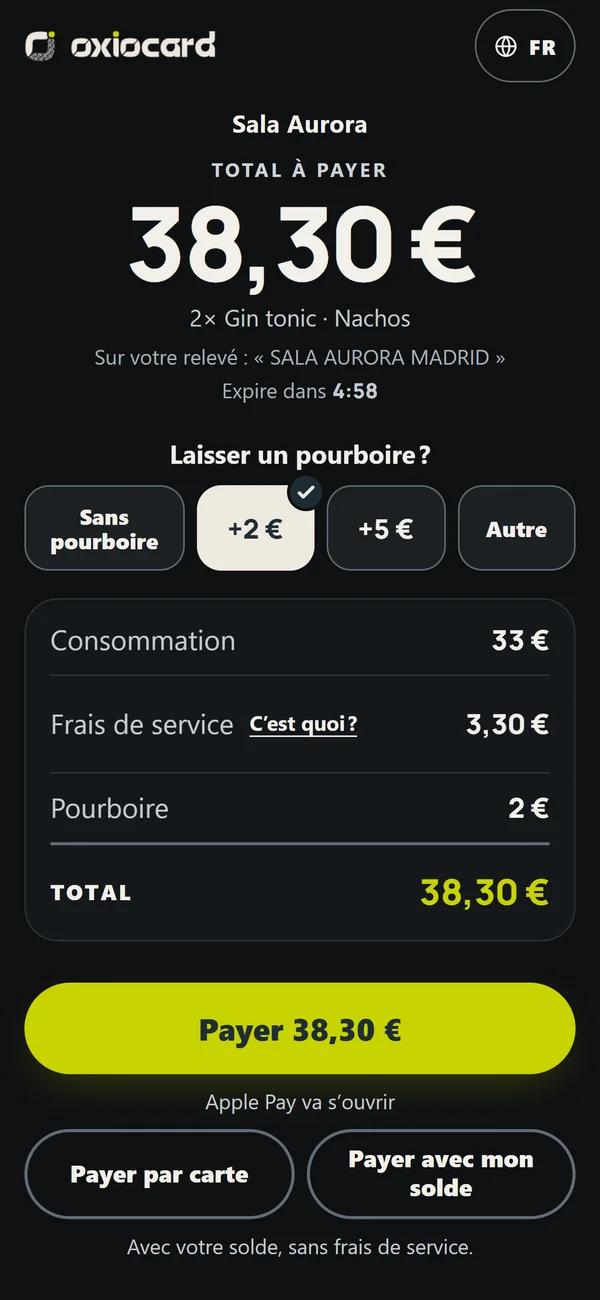 oxiocard
FR
Sala Aurora
TOTAL À PAYER
38,30 €
2× Gin tonic · Nachos
Sur votre relevé : « SALA AURORA MADRID »
Expire dans 4:58
Laisser un pourboire ?
Sans
pourboire
+2 €
+5 €
Autre
Consommation 33 €
Frais de service C’est quoi ? 3,30 €
Pourboire 2 €
TOTAL 38,30 €
Payer 38,30 €
Apple Pay va s’ouvrir
Payer par carte
Payer avec mon
solde
Avec votre solde, sans frais de service.